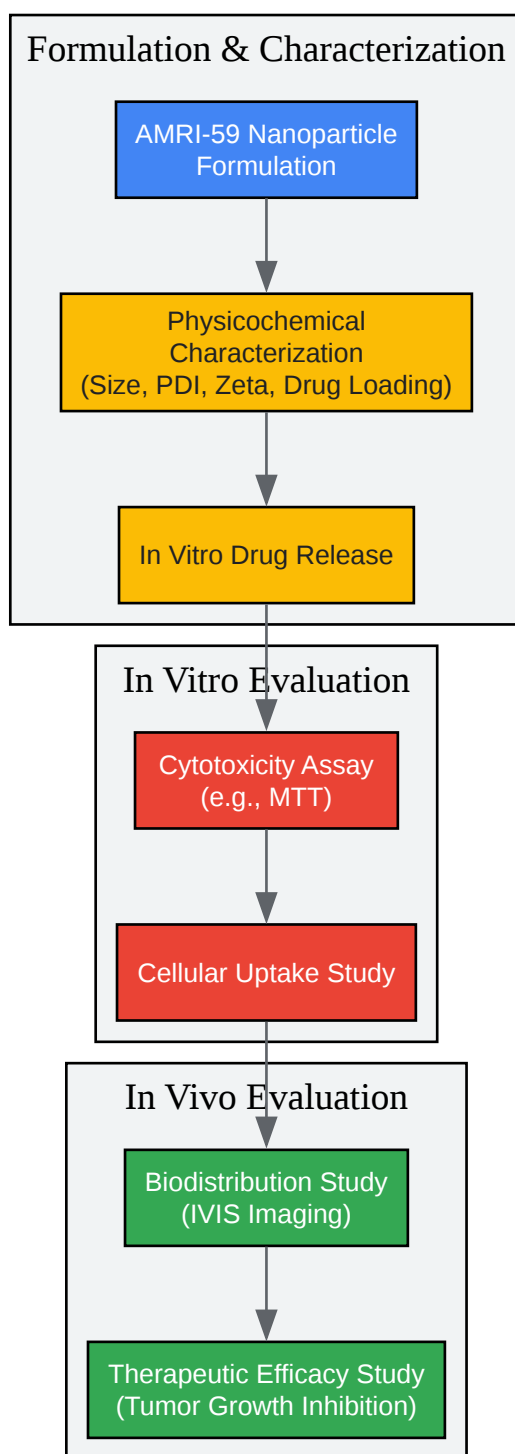 Formulation & Characterization
AMRI-59 Nanoparticle
Formulation
Physicochemical
Characterization
(Size, PDI, Zeta, Drug Loading)
In Vitro Drug Release
In Vitro Evaluation
Cytotoxicity Assay
(e.g., MTT)
Cellular Uptake Study
In Vivo Evaluation
Biodistribution Study
(IVIS Imaging)
Therapeutic Efficacy Study
(Tumor Growth Inhibition)